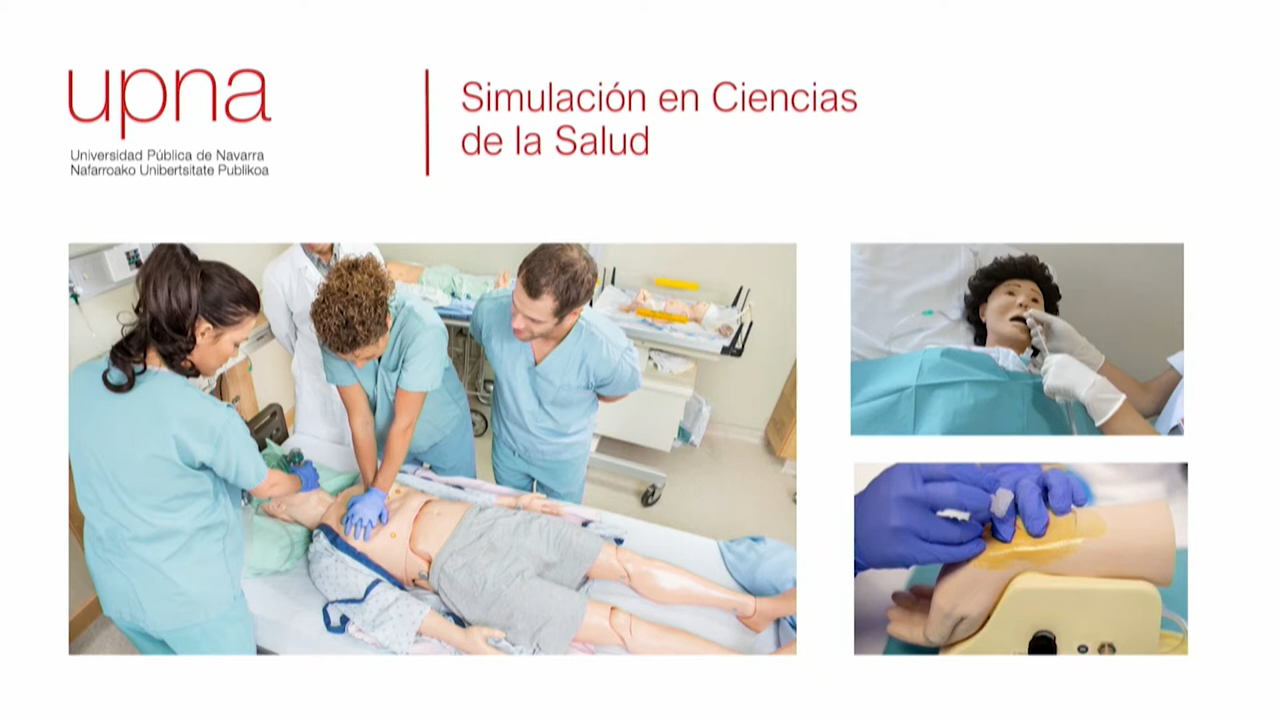 upna
Universidad Pública de Navarra
Nafarroako Unibertsitate Publikoa
Simulación en Ciencias
de la Salud